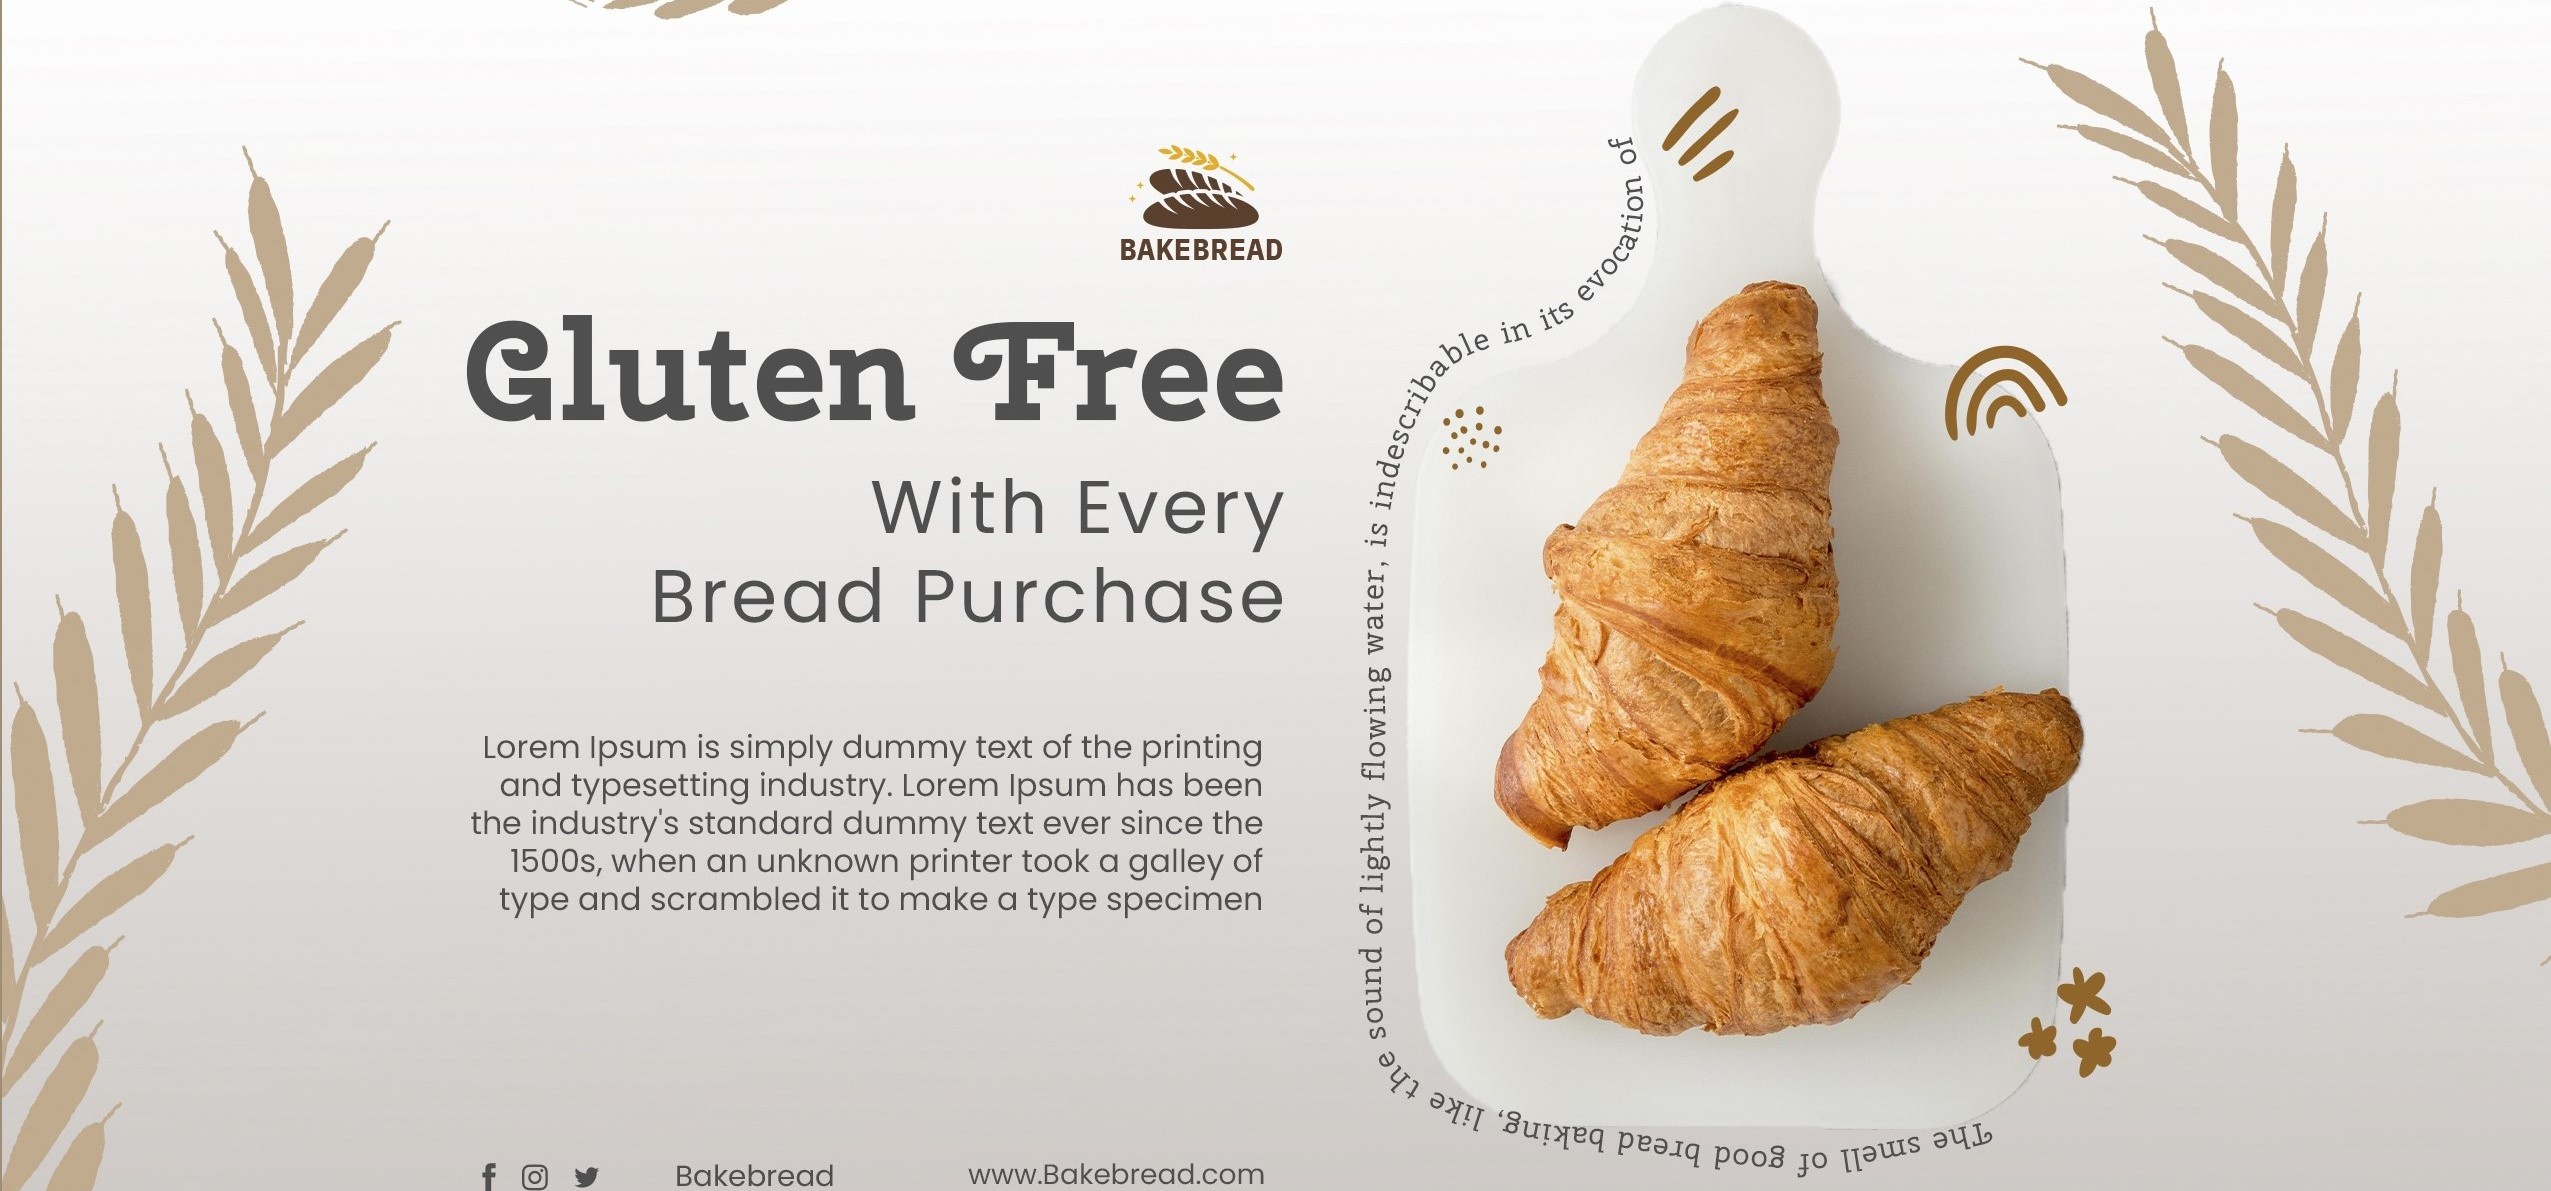 BAKEBREAD
Gluten Free
With Every
Bread Purchase
Lorem Ipsum is simply dummy text of the printing
and typesetting industry. Lorem Ipsum has been
the industry's standard dummy text ever since the
1500s, when an unknown printer took a galley of
type and scrambled it to make a type specimen
Bakebread
www.Bakebread.com
The smell of good bread baking, like the sound of lightly flowing water, is indescribable in its evocation of